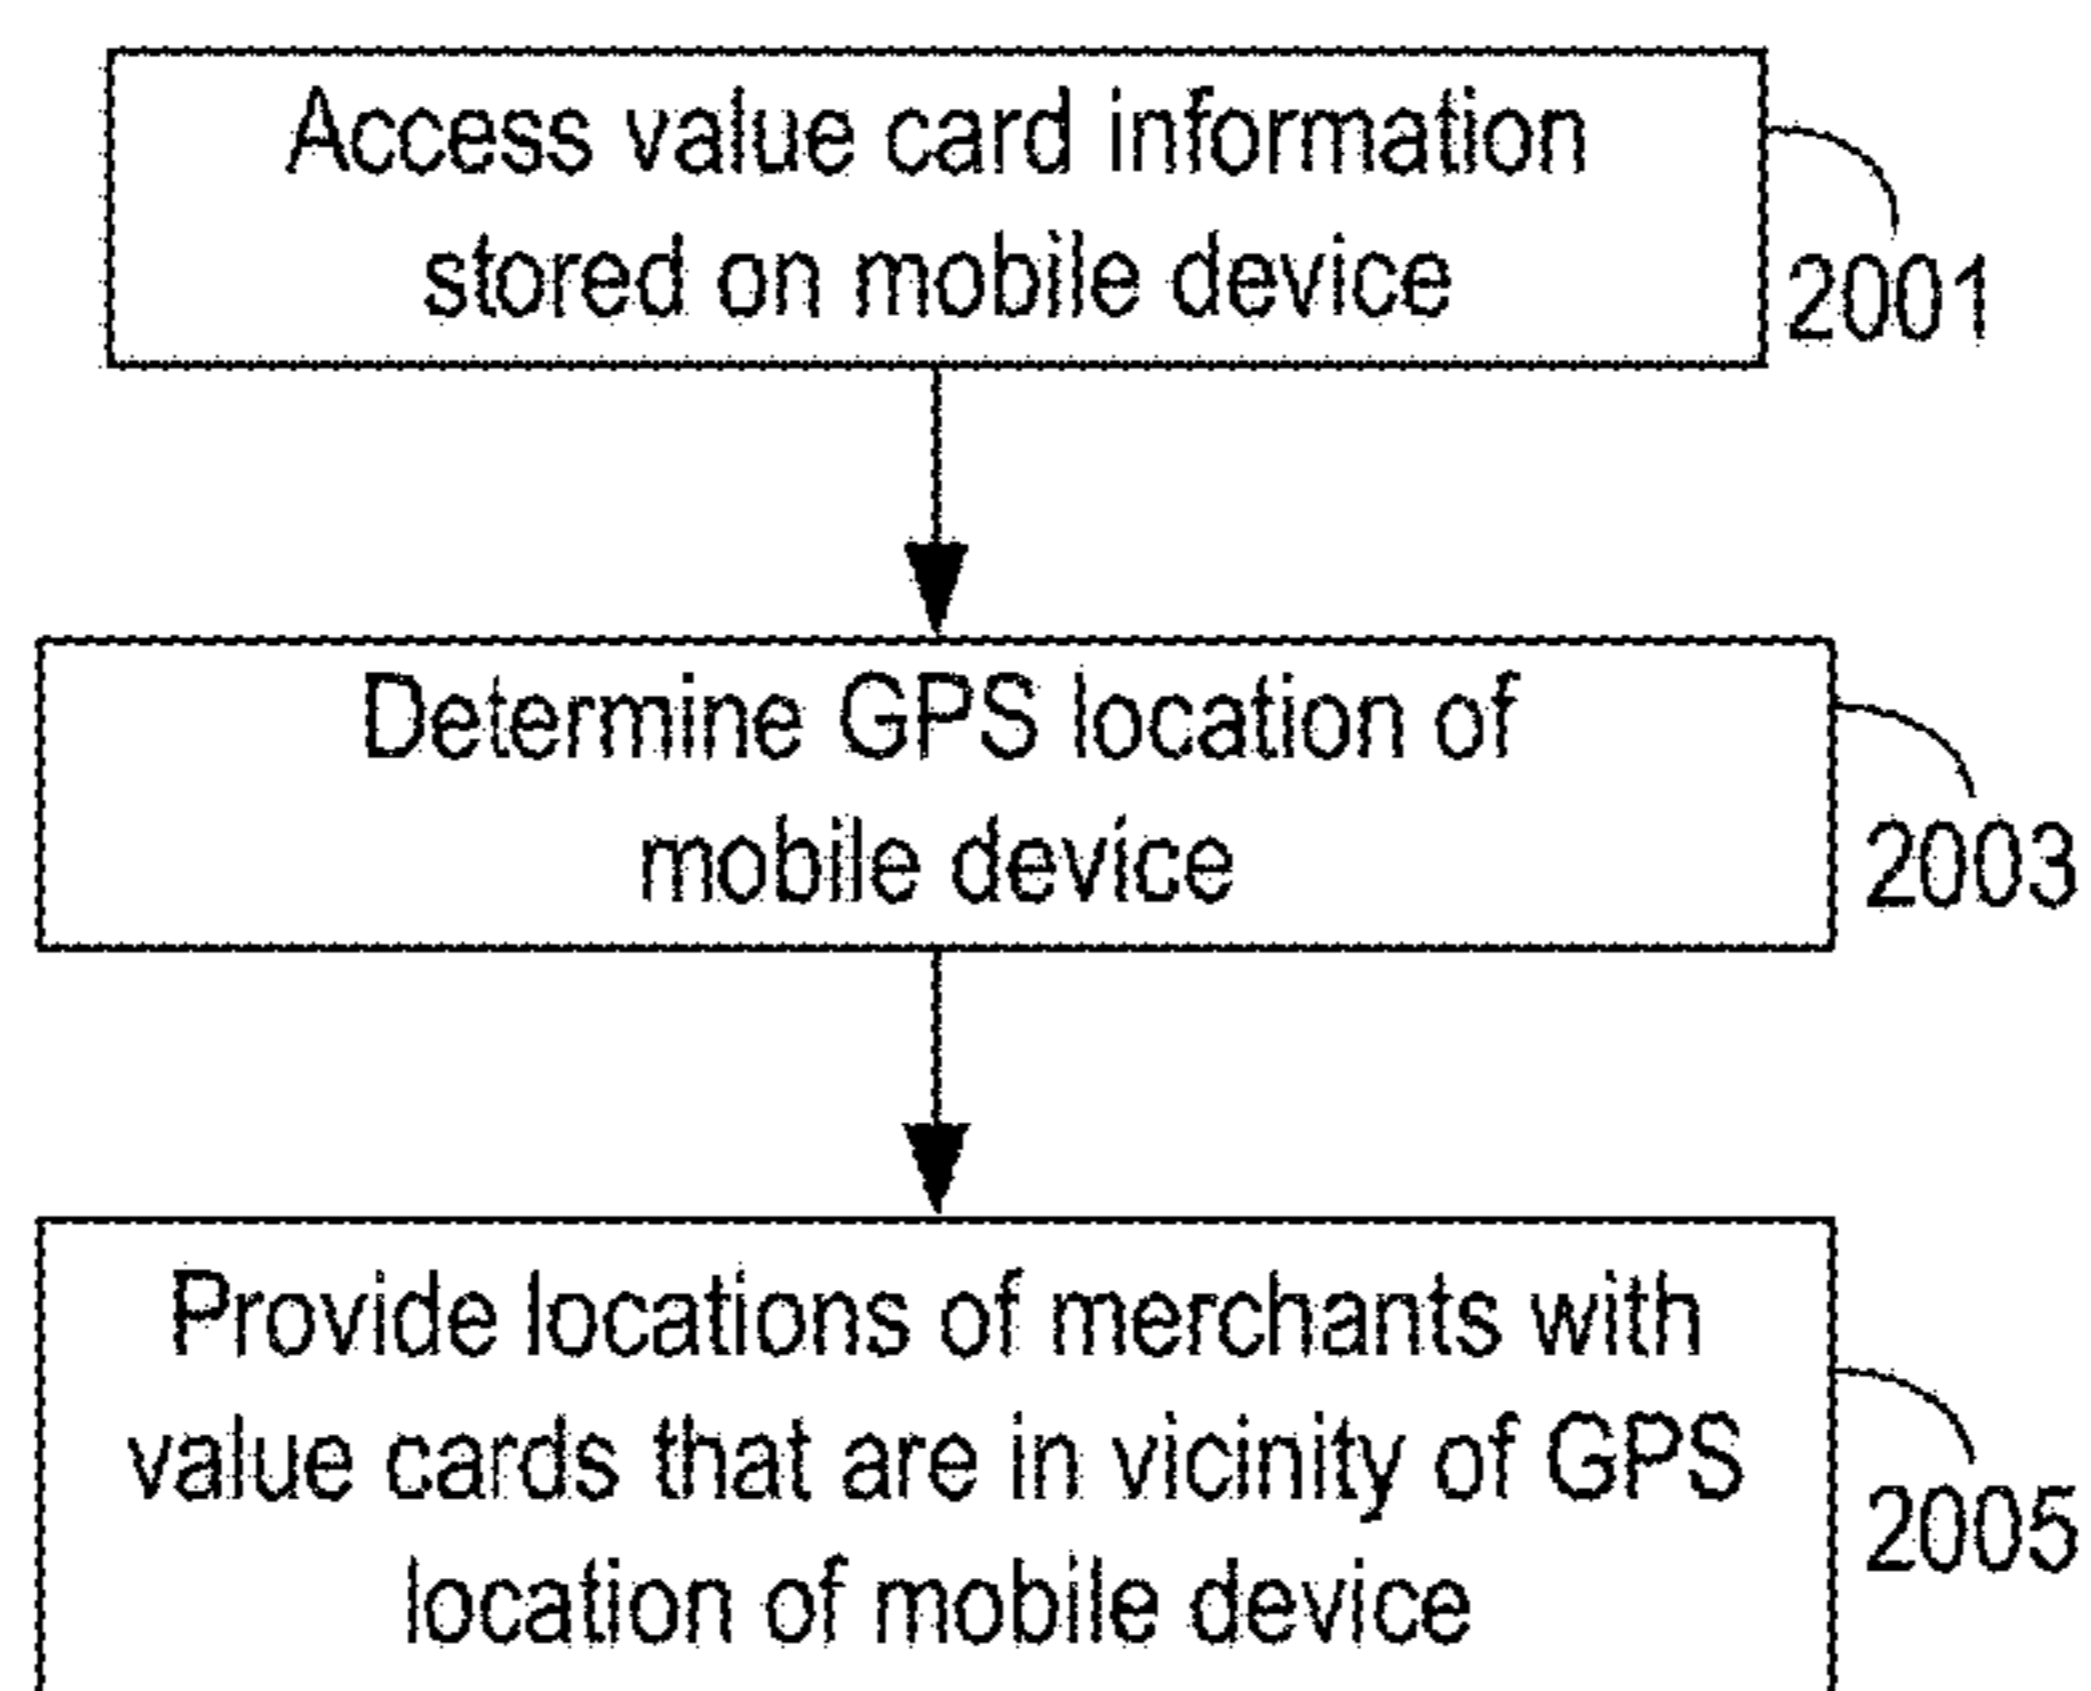 Access value card information
stored on mobile device
2001
Determine GPS location of
mobile device
2003
Provide locations of merchants with
value cards that are in vicinity of GPS
location of mobile device
2005